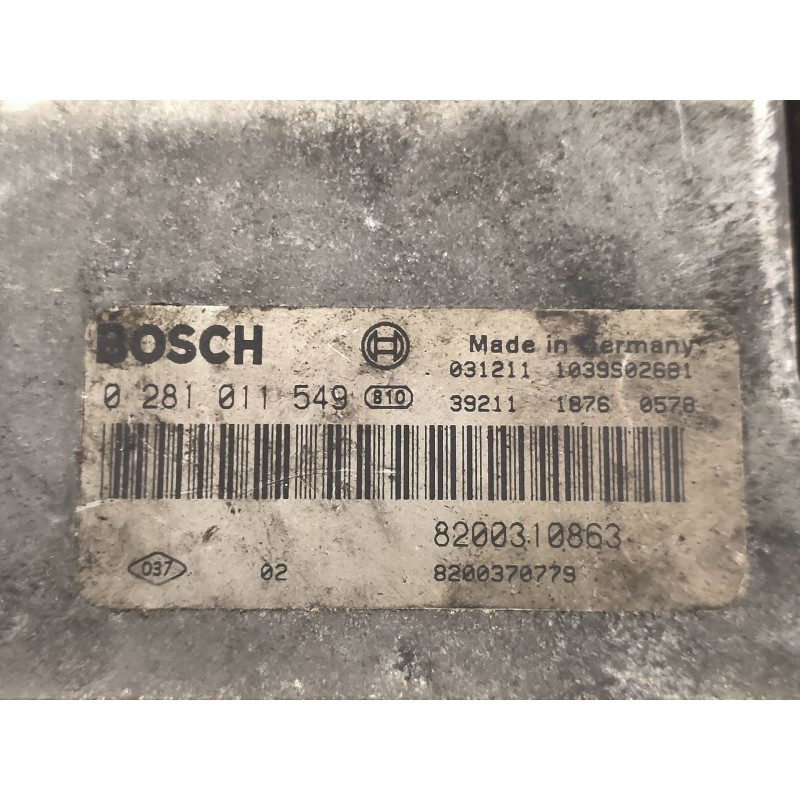 BOSCH
Made in Germany
031211 1039S02681
0 281 011 549 810
39211 1876 0578
8200310863
037 02 8200370779